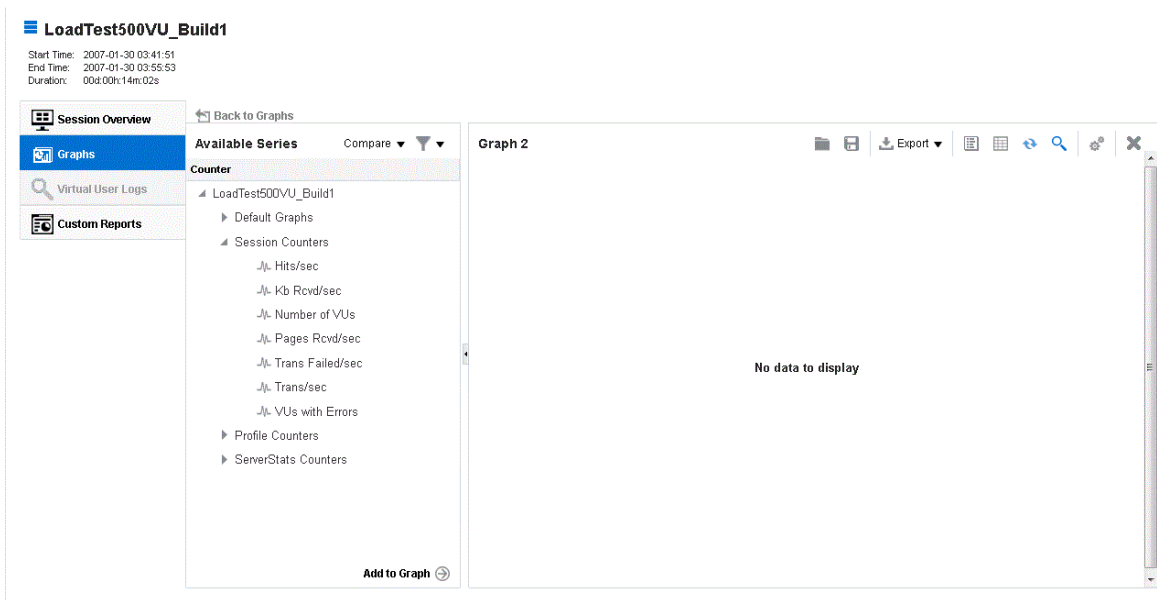 LoadTest500VU_Build1
Start Time: 2007-01-30 03:41:51
End Time: 2007-01-30 03:55:53
Duration: 00d:00h:14m:02s
Session Overview
Graphs
Virtual User Logs
Custom Reports
Back to Graphs
Available Series Compare
Counter
LoadTest500VU_Build1
Default Graphs
Session Counters
Hits/sec
Kb Rcvd/sec
Number of VUs
Pages Rcvd/sec
Trans Failed/sec
Trans/sec
VUs with Errors
Profile Counters
ServerStats Counters
Add to Graph
Graph 2 Export
No data to display